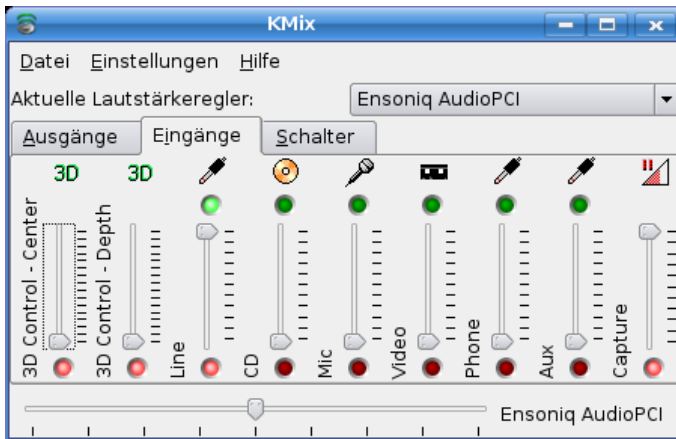 KMix
Datei Einstellungen Hilfe
Aktuelle Lautstärkeregler: Ensoniq AudioPCI
Ausgänge Eingänge Schalter
3D 3D
3D Control - Center
3D Control - Depth
Line
CD
Mic
Video
Phone
Aux
Capture
Ensoniq AudioPCI